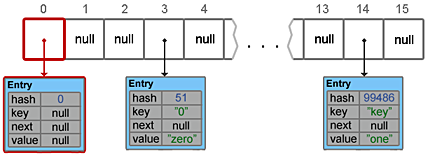 0 1 2 3 4 13 14 15
null null null null null
Entry Entry Entry
hash 0 hash 51 hash 99486
key null key "0" key "key"
next null next null next null
value null value "zero" value "one"